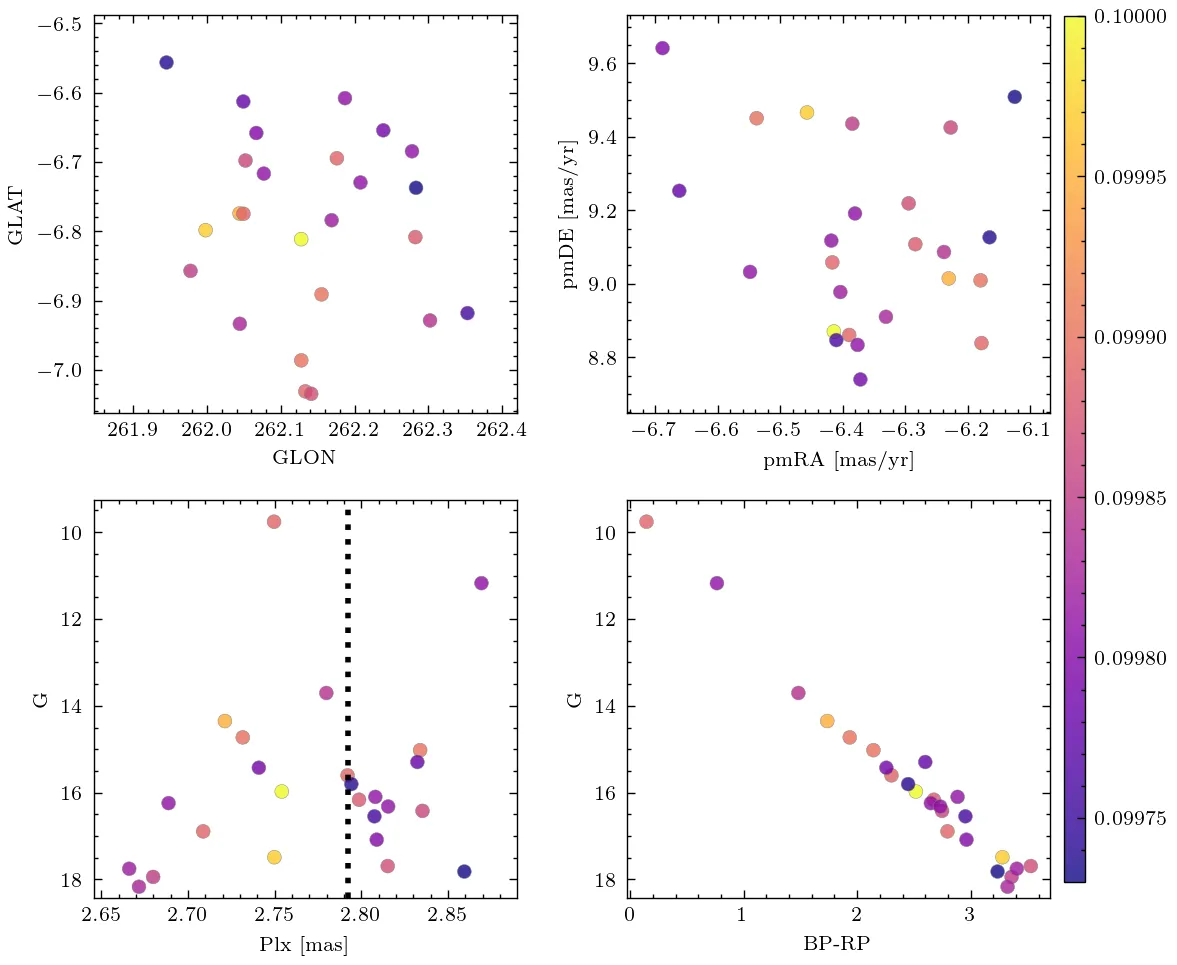 −6.5
−6.6
−6.7
−6.8
−6.9
−7.0
GLAT
261.9 262.0 262.1 262.2 262.3 262.4
GLON
9.6
9.4
9.2
9.0
8.8
pmDE [mas/yr]
−6.7 −6.6 −6.5 −6.4 −6.3 −6.2 −6.1
pmRA [mas/yr]
10
12
14
16
18
G
2.65 2.70 2.75 2.80 2.85
Plx [mas]
10
12
14
16
18
G
0 1 2 3
BP-RP
0.10000
0.09995
0.09990
0.09985
0.09980
0.09975